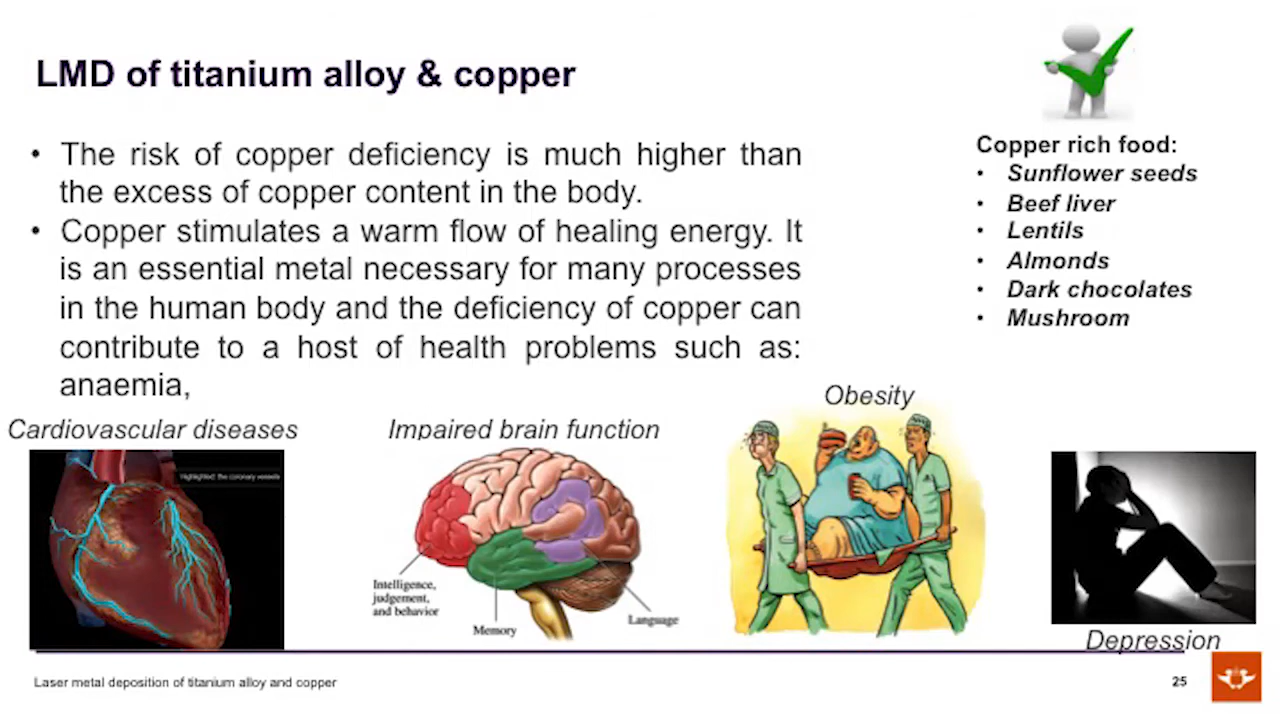 LMD of titanium alloy & copper
• The risk of copper deficiency is much higher than
the excess of copper content in the body.
• Copper stimulates a warm flow of healing energy. It
is an essential metal necessary for many processes
in the human body and the deficiency of copper can
contribute to a host of health problems such as:
anaemia,
Copper rich food:
• Sunflower seeds
• Beef liver
• Lentils
• Almonds
• Dark chocolates
• Mushroom
Cardiovascular diseases
Highlighted: the coronary vessels
Impaired brain function
Intelligence,
judgement,
and behavior
Memory
Language
Obesity
Depression
Laser metal deposition of titanium alloy and copper
25